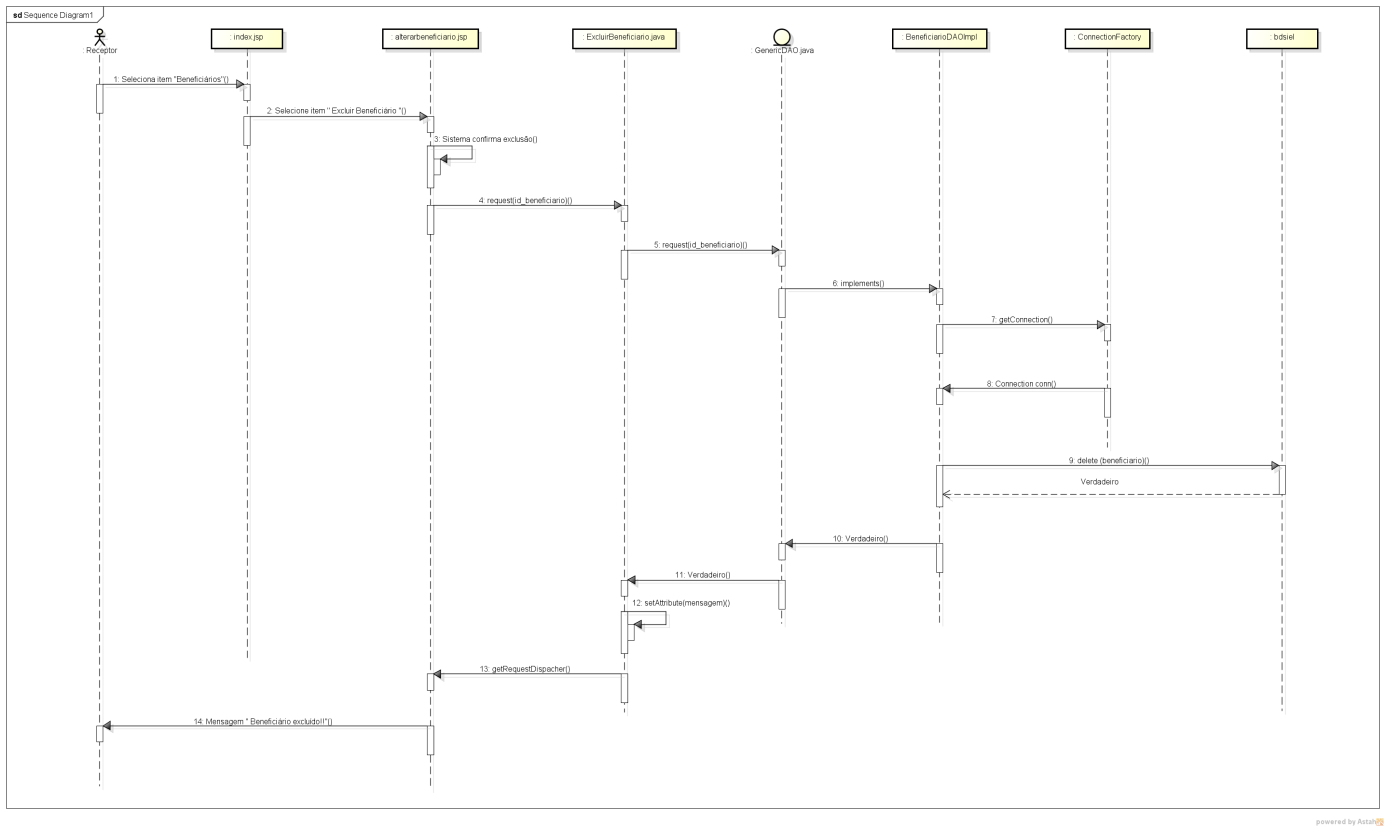 sd Sequence Diagram1
: Receptor
: index.jsp
: alterarbeneficiario.jsp
: ExcluirBeneficiario.java
: GenericDAO.java
: BeneficiarioDAOImpl
: ConnectionFactory
: bdsiel
1: Seleciona item "Beneficiários"()
2: Selecione item " Excluir Beneficiário "()
3: Sistema confirma exclusão()
4: request(id_beneficiario)()
5: request(id_beneficiario)()
6: implements()
7: getConnection()
8: Connection conn()
9: delete (beneficiario)()
Verdadeiro
10: Verdadeiro()
11: Verdadeiro()
12: setAttribute(mensagem)()
13: getRequestDispacher()
14: Mensagem " Beneficiário excluído!!"()
powered by Astah